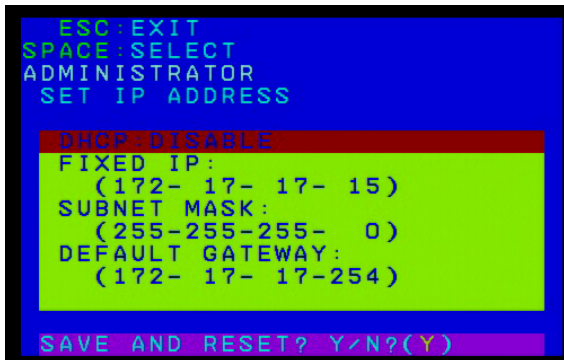 ESC:EXIT
SPACE:SELECT
ADMINISTRATOR
SET IP ADDRESS
DHCP:DISABLE
FIXED IP:
(172- 17- 17- 15)
SUBNET MASK:
(255-255-255- 0)
DEFAULT GATEWAY:
(172- 17- 17-254)
SAVE AND RESET? Y/N?(Y)